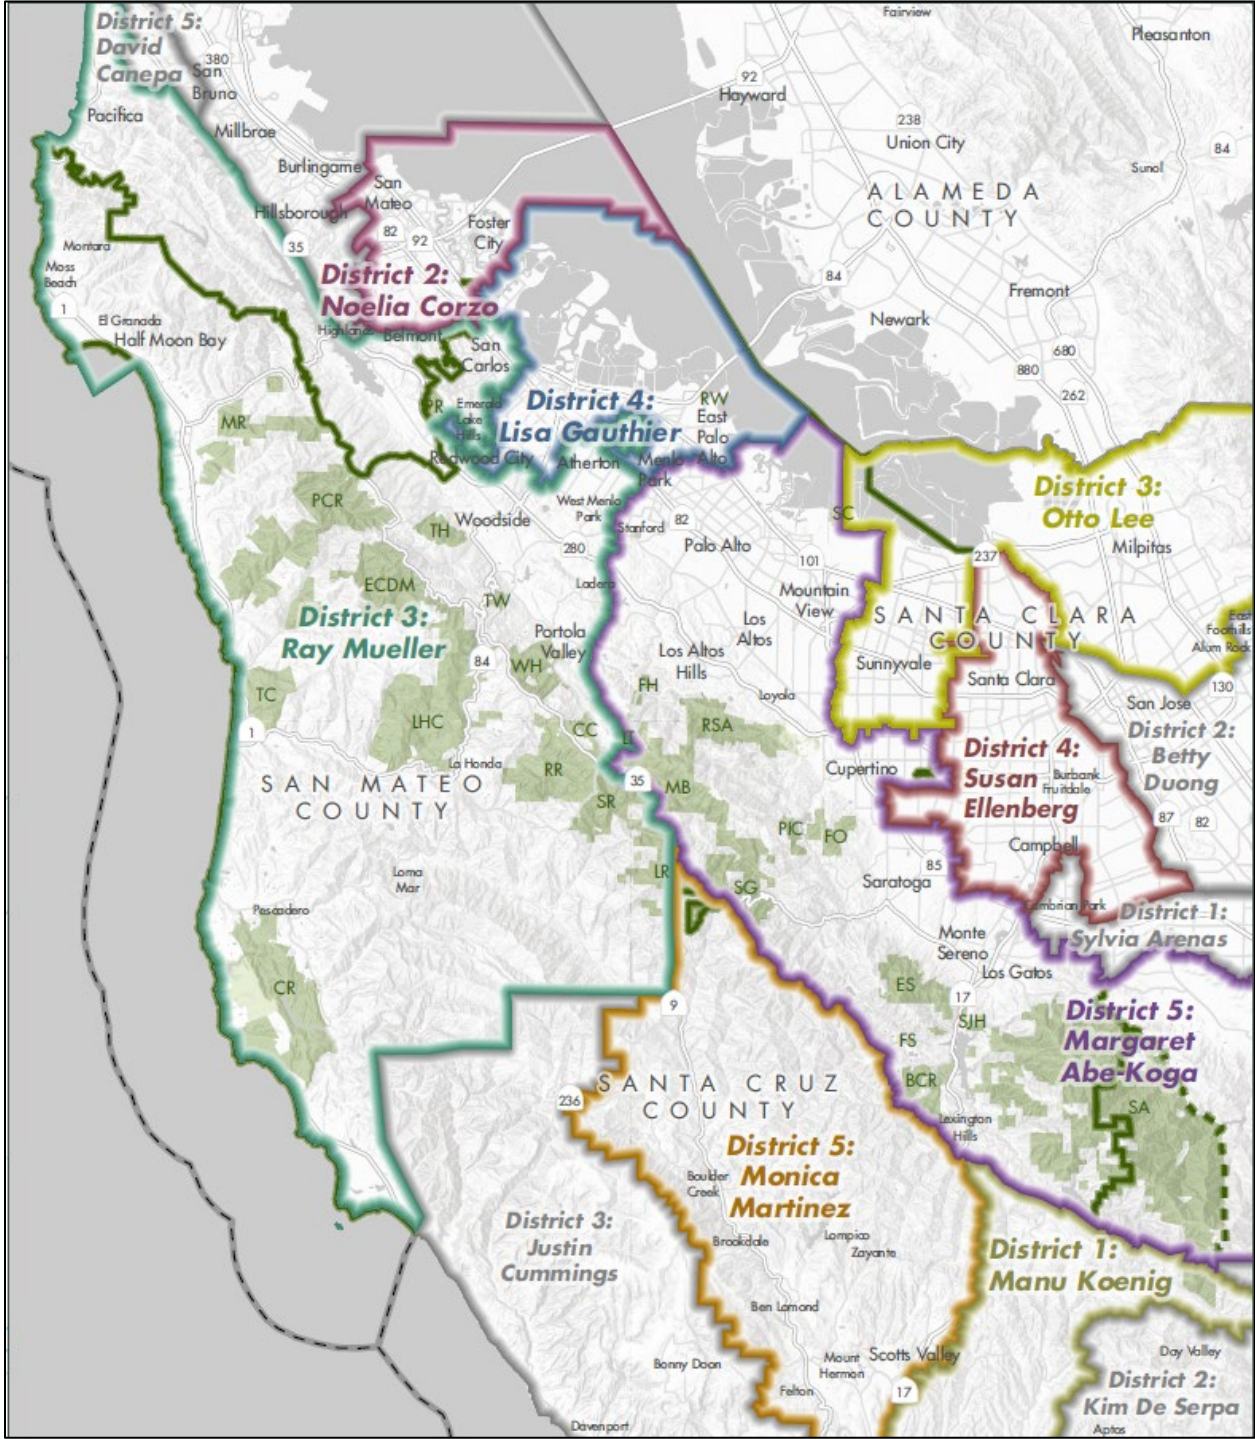 District 5:
David
Canepa
380
San
Bruno
Pacifica
Millbrae
Burlingame
Hillsborough
San
Mateo
82
92
Foster
City
35
Montara
Moss
Beach
1
El Granada
Half Moon Bay
District 2:
Noelia Corzo
Highlands
Belmont
San
Carlos
Fairview
Pleasanton
92
Hayward
238
Union City
84
Sunol
ALAMEDA
COUNTY
84
Fremont
Newark
680
880
262
MR
PR
Emerald
Lake
Hills
District 4:
Lisa Gauthier
RW
East
Palo
Alto
Redwood City
Atherton
Menlo
Park
PCR
TH
Woodside
West Menlo
Park
Stanford
82
280
Palo Alto
SC
District 3:
Otto Lee
Milpitas
237
101
Mountain
View
Ladera
ECDM
TW
District 3:
Ray Mueller
Portola
Valley
84
WH
Los
Altos
Los Altos
Hills
SANTA CLARA
COUNTY
Sunnyvale
Santa Clara
East
Foothills
Alum Rock
130
San Jose
TC
LHC
FH
Loyola
CC
LT
RSA
1
La Honda
RR
35
MB
SR
Cupertino
District 4:
Susan
Ellenberg
Burbank
Fruitdale
District 2:
Betty
Duong
87
82
SAN MATEO
COUNTY
PIC
FO
Campbell
85
Saratoga
Loma
Mar
LR
SG
Pescadero
Cambrian Park
District 1:
Sylvia Arenas
Monte
Sereno
Los Gatos
CR
9
ES
17
SJH
FS
BCR
District 5:
Margaret
Abe-Koga
SA
236
SANTA CRUZ
COUNTY
Lexington
Hills
District 5:
Monica
Martinez
Boulder
Creek
Brookdale
Lompico
Zayante
District 3:
Justin
Cummings
District 1:
Manu Koenig
Ben Lomond
Bonny Doon
Mount
Hermon
Scotts Valley
Felton
17
Day Valley
District 2:
Kim De Serpa
Aptos
Davenport